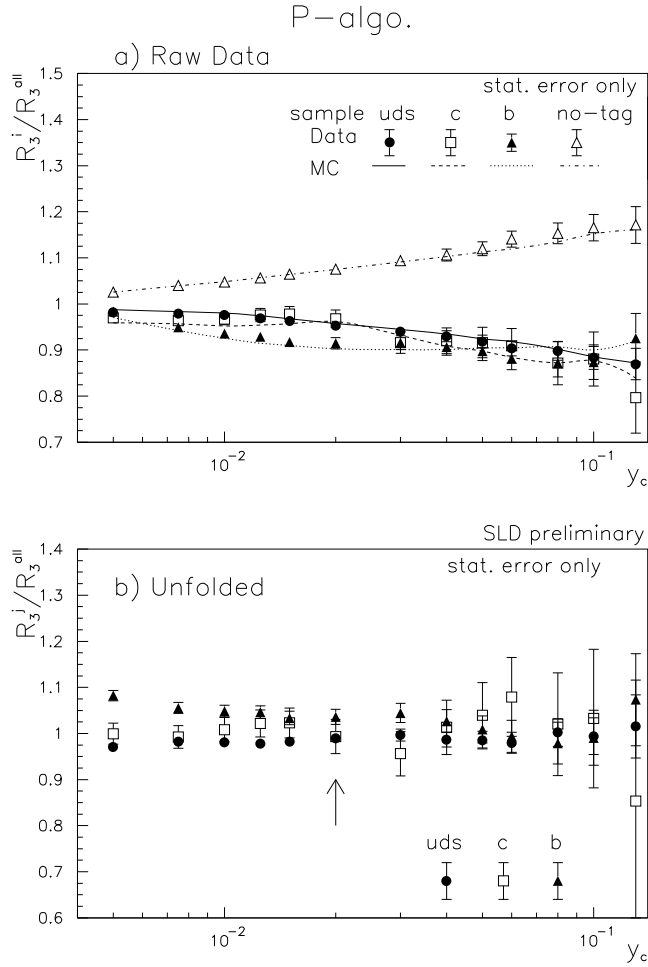 P-algo.
a) Raw Data
stat. error only
sample uds c b no-tag
Data
MC
R₃ⁱ/R₃ᵃˡˡ
1.5
1.4
1.3
1.2
1.1
1
0.9
0.8
0.7
10⁻² 10⁻¹
y_c
SLD preliminary
stat. error only
b) Unfolded
R₃ʲ/R₃ᵃˡˡ
1.4
1.3
1.2
1.1
1.0
0.9
0.8
0.7
0.6
uds c b
10⁻² 10⁻¹
y_c